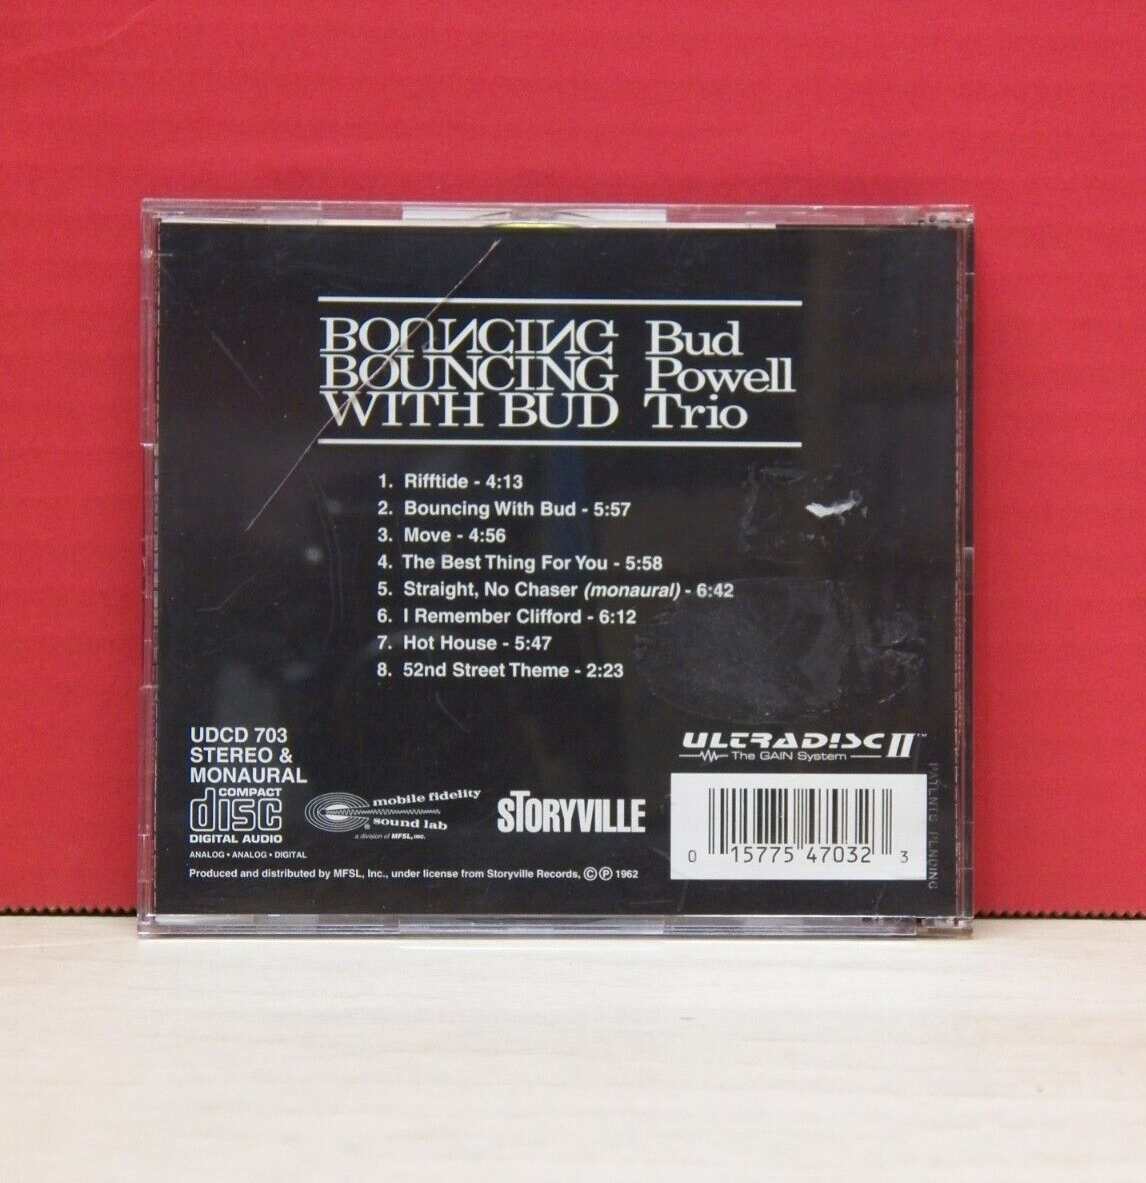 BOUNCING Bud
BOUNCING Powell
WITH BUD Trio
1. Rifftide - 4:13
2. Bouncing With Bud - 5:57
3. Move - 4:56
4. The Best Thing For You - 5:58
5. Straight, No Chaser (monaural) - 6:42
6. I Remember Clifford - 6:12
7. Hot House - 5:47
8. 52nd Street Theme - 2:23
UDCD 703
STEREO &
MONAURAL
COMPACT
disc
DIGITAL AUDIO
ANALOG • ANALOG • DIGITAL
mobile fidelity
sound lab
a division of MFSL, inc.
STORYVILLE
ULTRADISC II™
The GAIN System
0 15775 47032 3
PATENTS PENDING
Produced and distributed by MFSL, Inc., under license from Storyville Records, ©℗ 1962